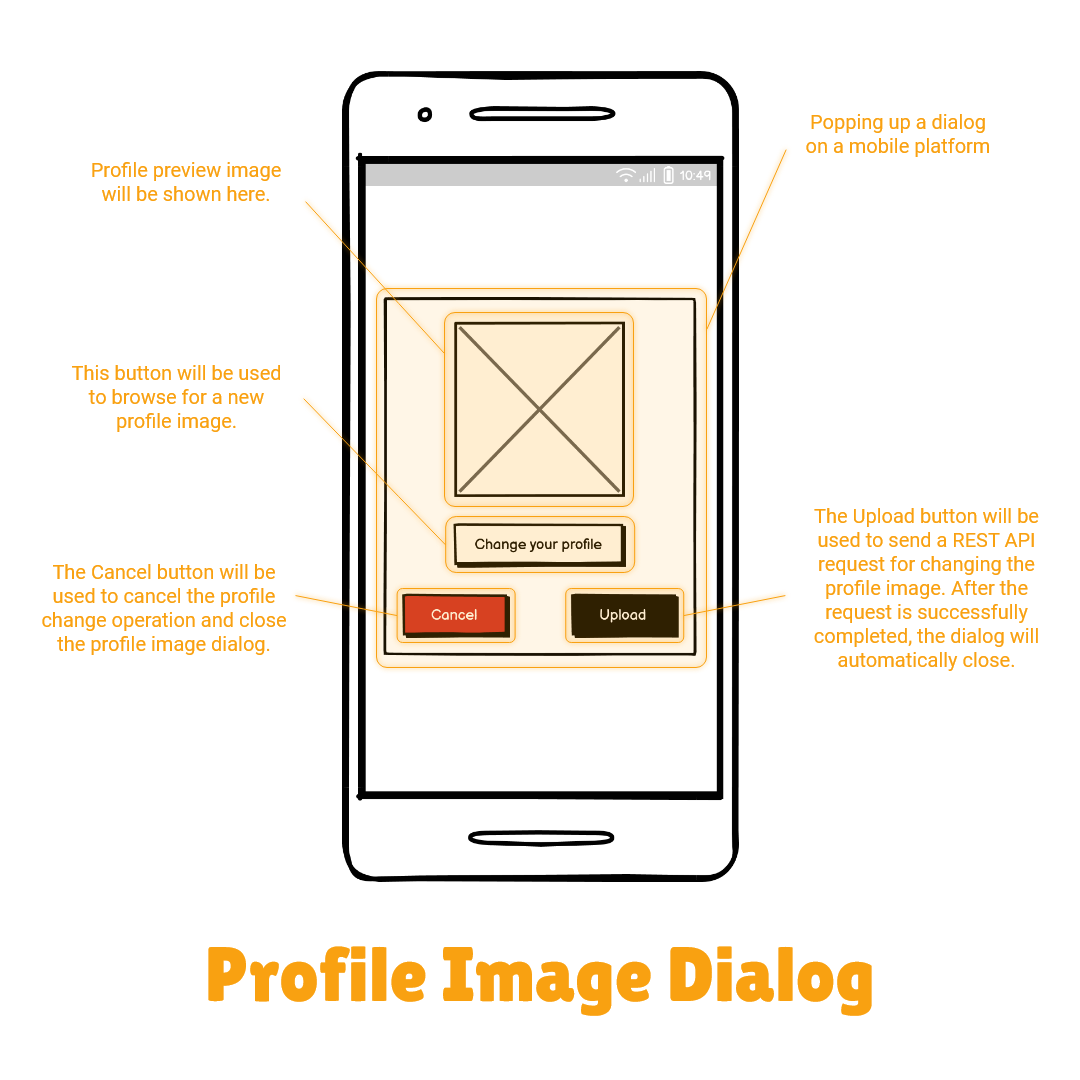 Popping up a dialog
on a mobile platform
Profile preview image
will be shown here.
10:49
This button will be used
to browse for a new
profile image.
Change your profile
The Cancel button will be
used to cancel the profile
change operation and close
the profile image dialog.
Cancel
Upload
The Upload button will be
used to send a REST API
request for changing the
profile image. After the
request is successfully
completed, the dialog will
automatically close.
Profile Image Dialog